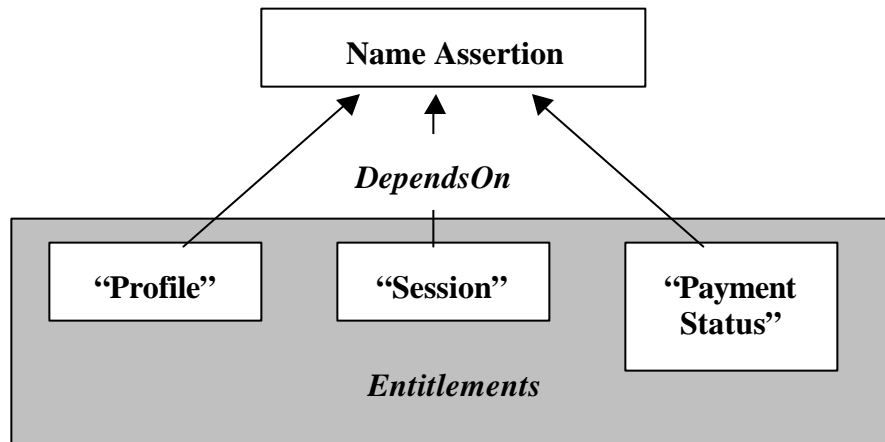 Name Assertion
DependsOn
“Profile”
“Session”
“Payment
Status”
Entitlements